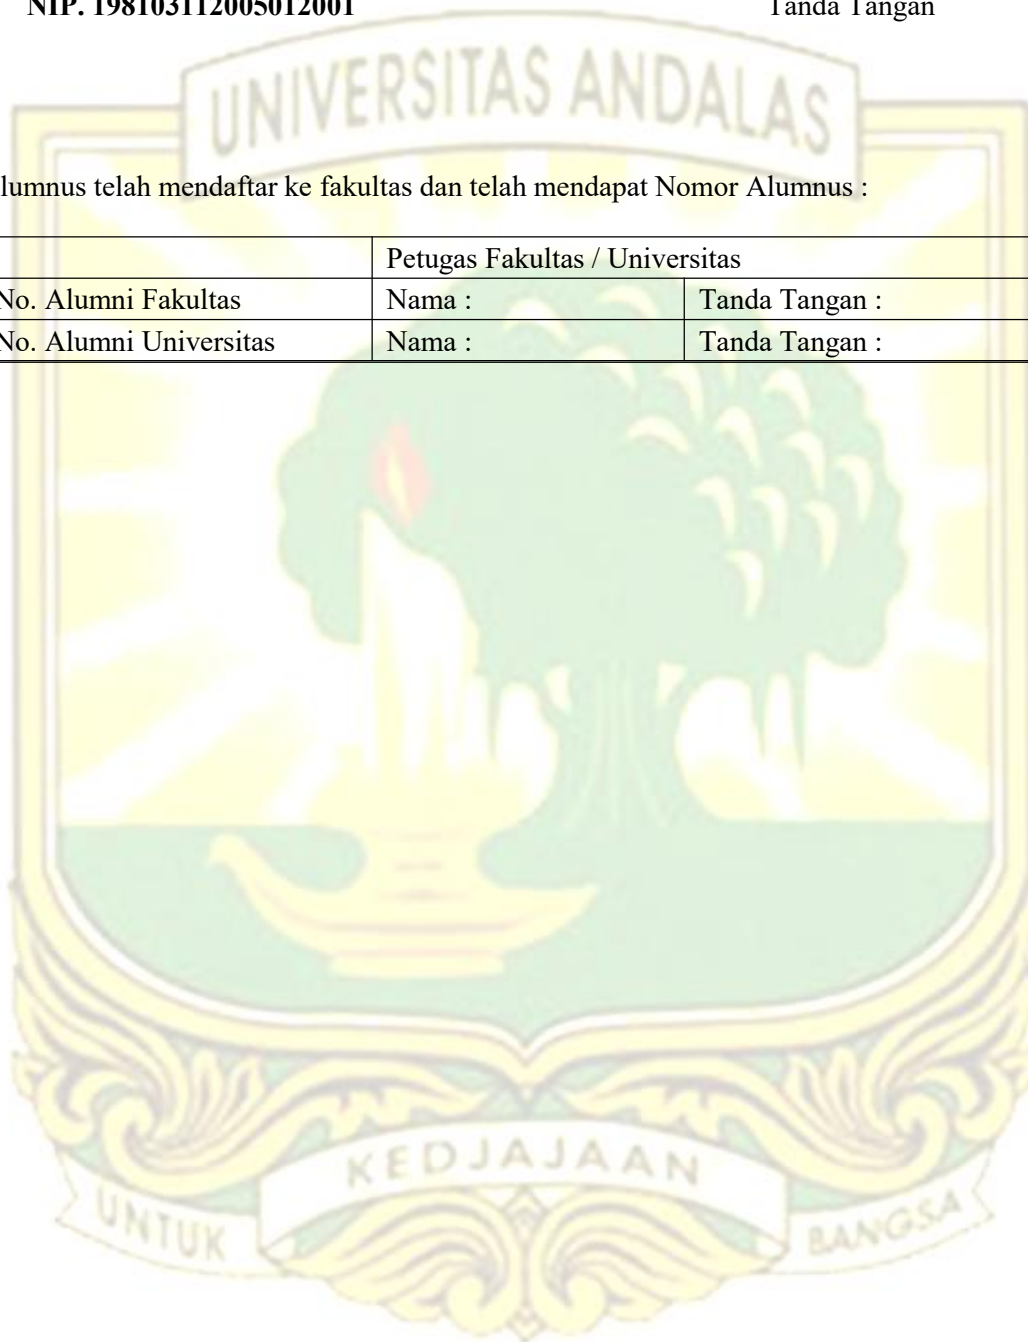 NIP. 198103112005012001 Tanda Tangan
UNIVERSITAS ANDALAS
lumnus telah mendaftar ke fakultas dan telah mendapat Nomor Alumnus :
Petugas Fakultas / Universitas
No. Alumni Fakultas Nama : Tanda Tangan :
No. Alumni Universitas Nama : Tanda Tangan :
KEDJAJAAN
UNTUK BANGSA